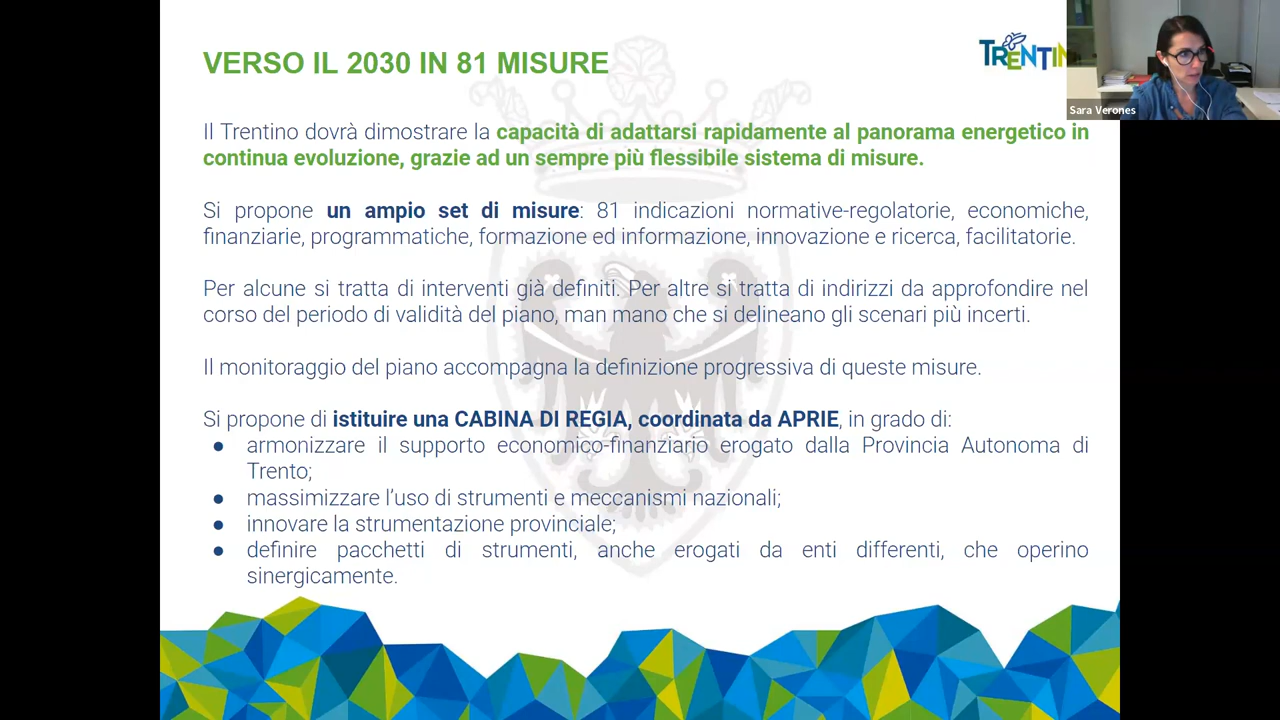 VERSO IL 2030 IN 81 MISURE
TRENTIN
Sara Verones
Il Trentino dovrà dimostrare la capacità di adattarsi rapidamente al panorama energetico in
continua evoluzione, grazie ad un sempre più flessibile sistema di misure.
Si propone un ampio set di misure: 81 indicazioni normative-regolatorie, economiche,
finanziarie, programmatiche, formazione ed informazione, innovazione e ricerca, facilitatorie.
Per alcune si tratta di interventi già definiti. Per altre si tratta di indirizzi da approfondire nel
corso del periodo di validità del piano, man mano che si delineano gli scenari più incerti.
Il monitoraggio del piano accompagna la definizione progressiva di queste misure.
Si propone di istituire una CABINA DI REGIA, coordinata da APRIE, in grado di:
● armonizzare il supporto economico-finanziario erogato dalla Provincia Autonoma di
Trento;
● massimizzare l'uso di strumenti e meccanismi nazionali;
● innovare la strumentazione provinciale;
● definire pacchetti di strumenti, anche erogati da enti differenti, che operino
sinergicamente.